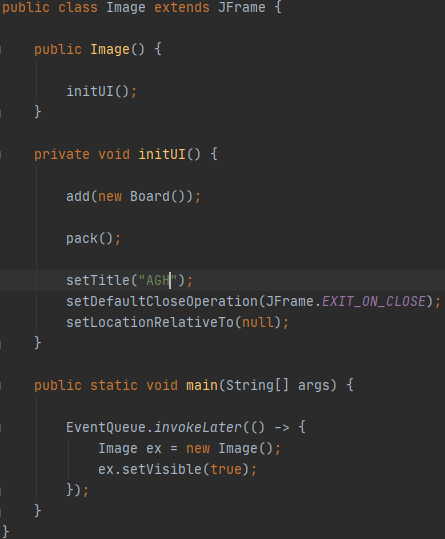 public class Image extends JFrame {
public Image() {
initUI();
}
private void initUI() {
add(new Board());
pack();
setTitle("AGH");
setDefaultCloseOperation(JFrame.EXIT_ON_CLOSE);
setLocationRelativeTo(null);
}
public static void main(String[] args) {
EventQueue.invokeLater(() -> {
Image ex = new Image();
ex.setVisible(true);
});
}
}